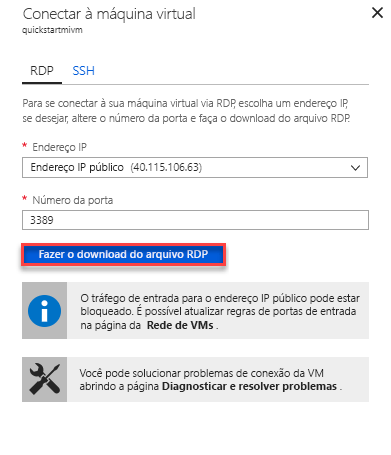 Conectar à máquina virtual
quickstartmivm
RDP SSH
Para se conectar à sua máquina virtual via RDP, escolha um endereço IP,
se desejar, altere o número da porta e faça o download do arquivo RDP.
* Endereço IP
Endereço IP público (40.115.106.63)
* Número da porta
3389
Fazer o download do arquivo RDP
O tráfego de entrada para o endereço IP público pode estar
bloqueado. É possível atualizar regras de portas de entrada
na página da Rede de VMs .
Você pode solucionar problemas de conexão da VM
abrindo a página Diagnosticar e resolver problemas .